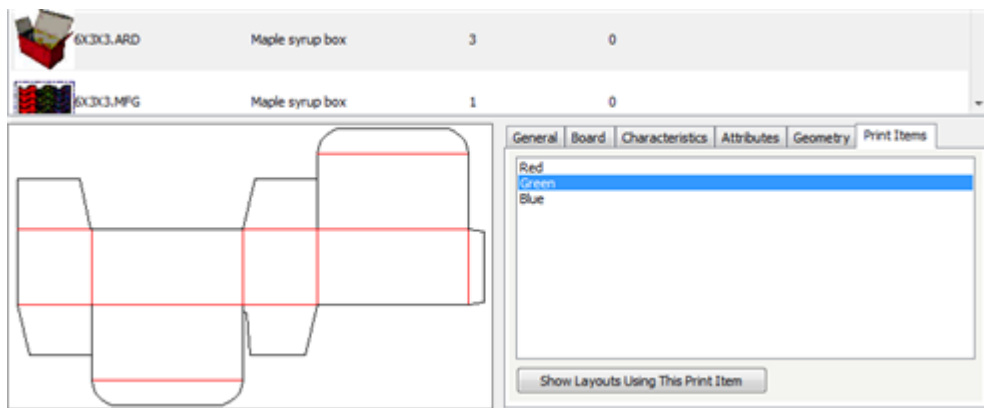 6X3X3.ARD Maple syrup box 3 0
6X3X3.MFG Maple syrup box 1 0
General Board Characteristics Attributes Geometry Print Items
Red
Green
Blue
Show Layouts Using This Print Item